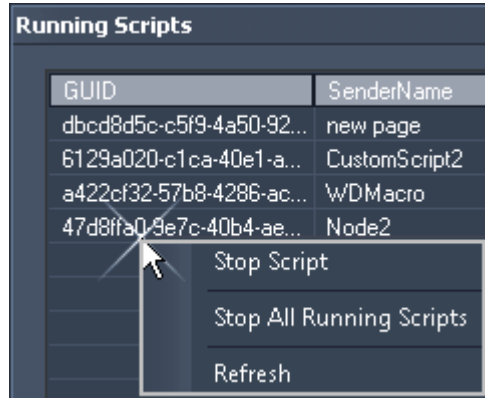 Running Scripts
GUID SenderName
dbcd8d5c-c5f9-4a50-92... new page
6129a020-c1ca-40e1-a... CustomScript2
a422cf32-57b8-4286-ac... WDMacro
47d8ffa0-9e7c-40b4-ae... Node2
Stop Script
Stop All Running Scripts
Refresh